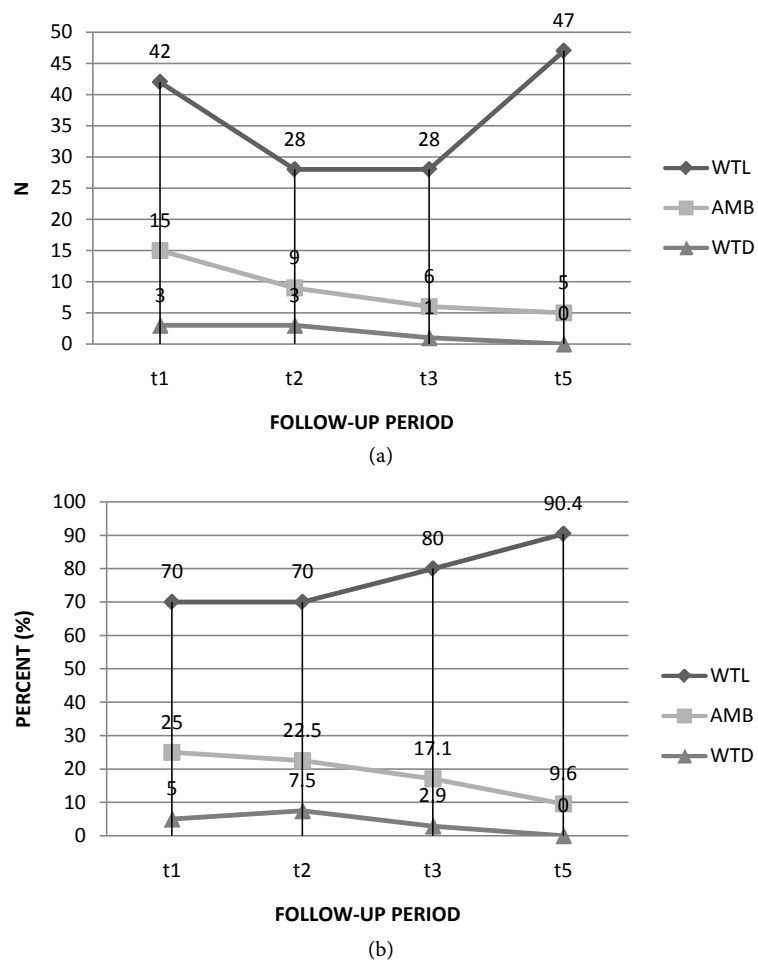 50
45
40
35
30
25
20
15
10
5
0
N
42
28
28
47
15
9
6
5
3
3
1
0
t1
t2
t3
t5
FOLLOW-UP PERIOD
WTL
AMB
WTD
(a)
100
90
80
70
60
50
40
30
20
10
0
PERCENT (%)
70
70
80
90.4
25
22.5
17.1
9.6
5
7.5
2.9
0
t1
t2
t3
t5
FOLLOW-UP PERIOD
WTL
AMB
WTD
(b)